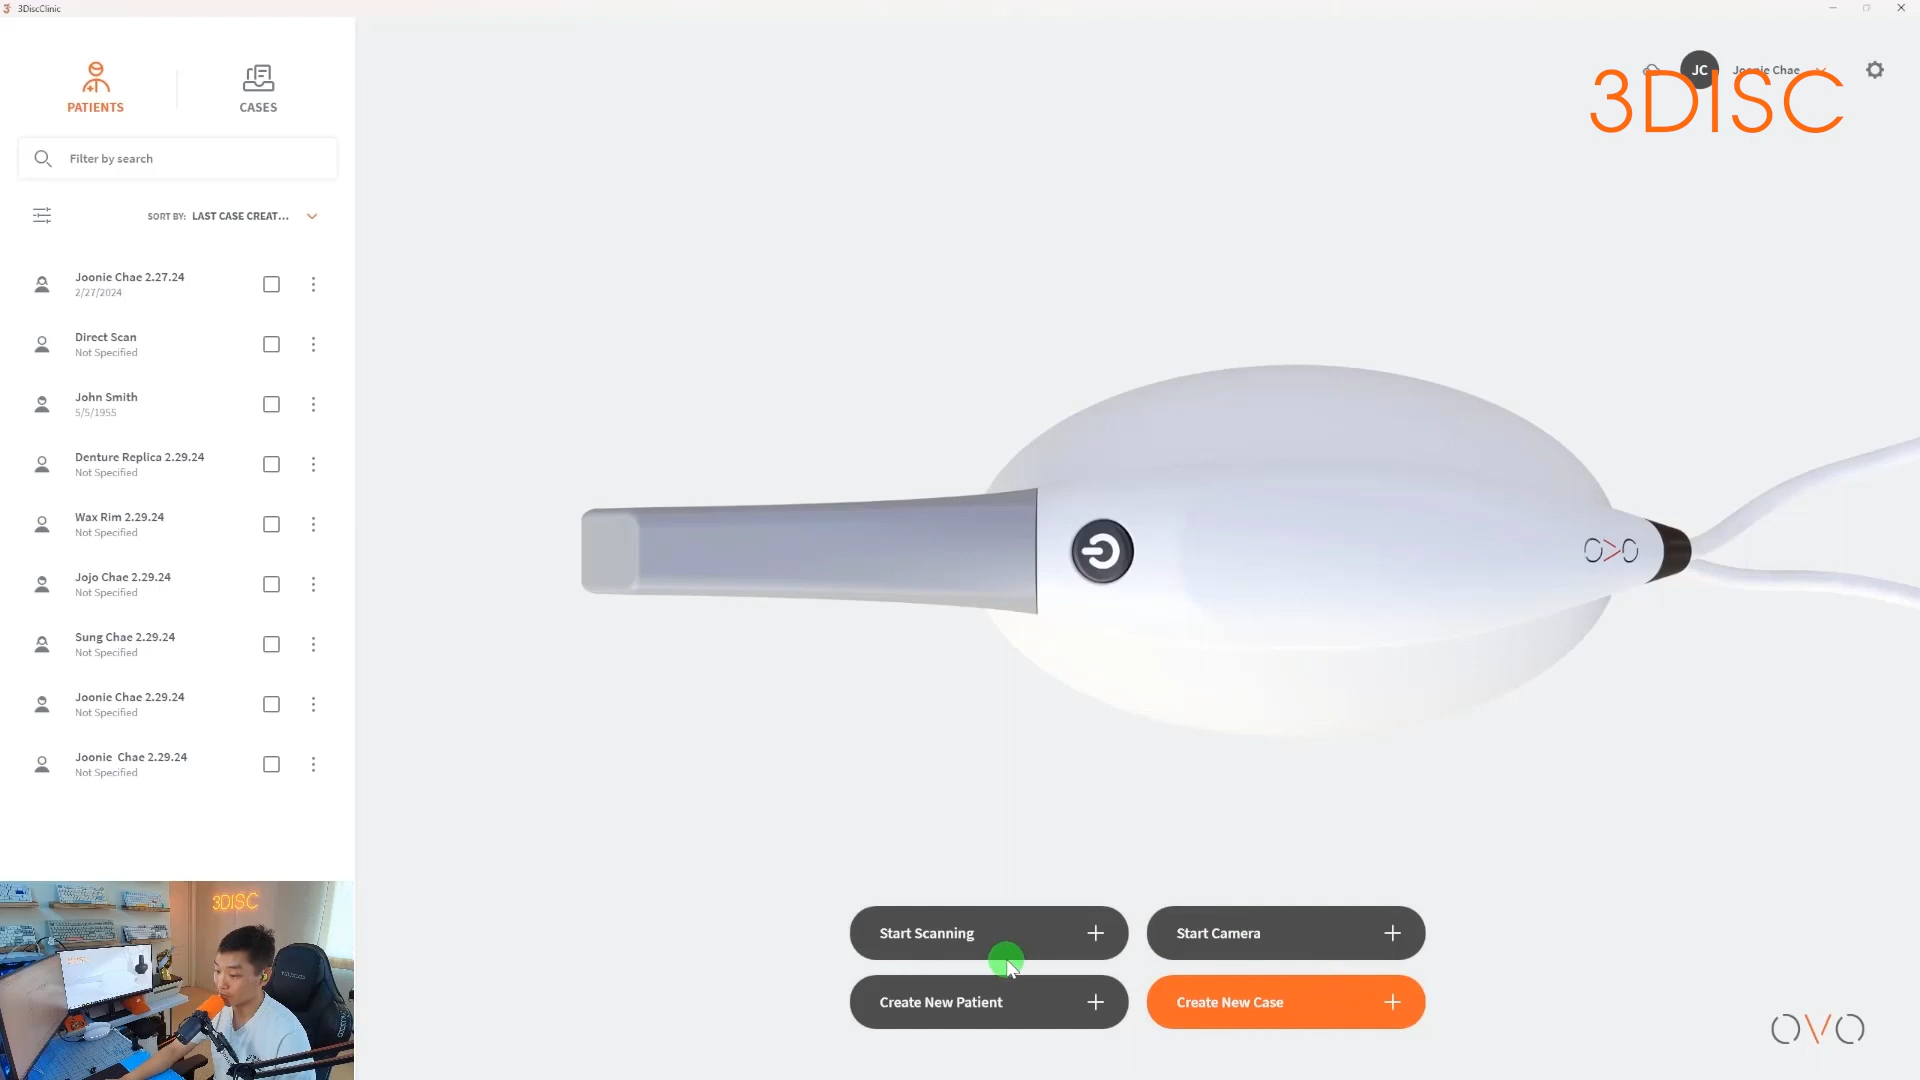 3DiscClinic
PATIENTS
CASES
Filter by search
SORT BY: LAST CASE CREAT...
Joonie Chae 2.27.24
2/27/2024
Direct Scan
Not Specified
John Smith
5/5/1955
Denture Replica 2.29.24
Not Specified
Wax Rim 2.29.24
Not Specified
Jojo Chae 2.29.24
Not Specified
Sung Chae 2.29.24
Not Specified
Joonie Chae 2.29.24
Not Specified
Joonie  Chae 2.29.24
Not Specified
JC
Joonie Chae
3DISC
OVO
3DISC
Start Scanning
Start Camera
Create New Patient
Create New Case
OVO